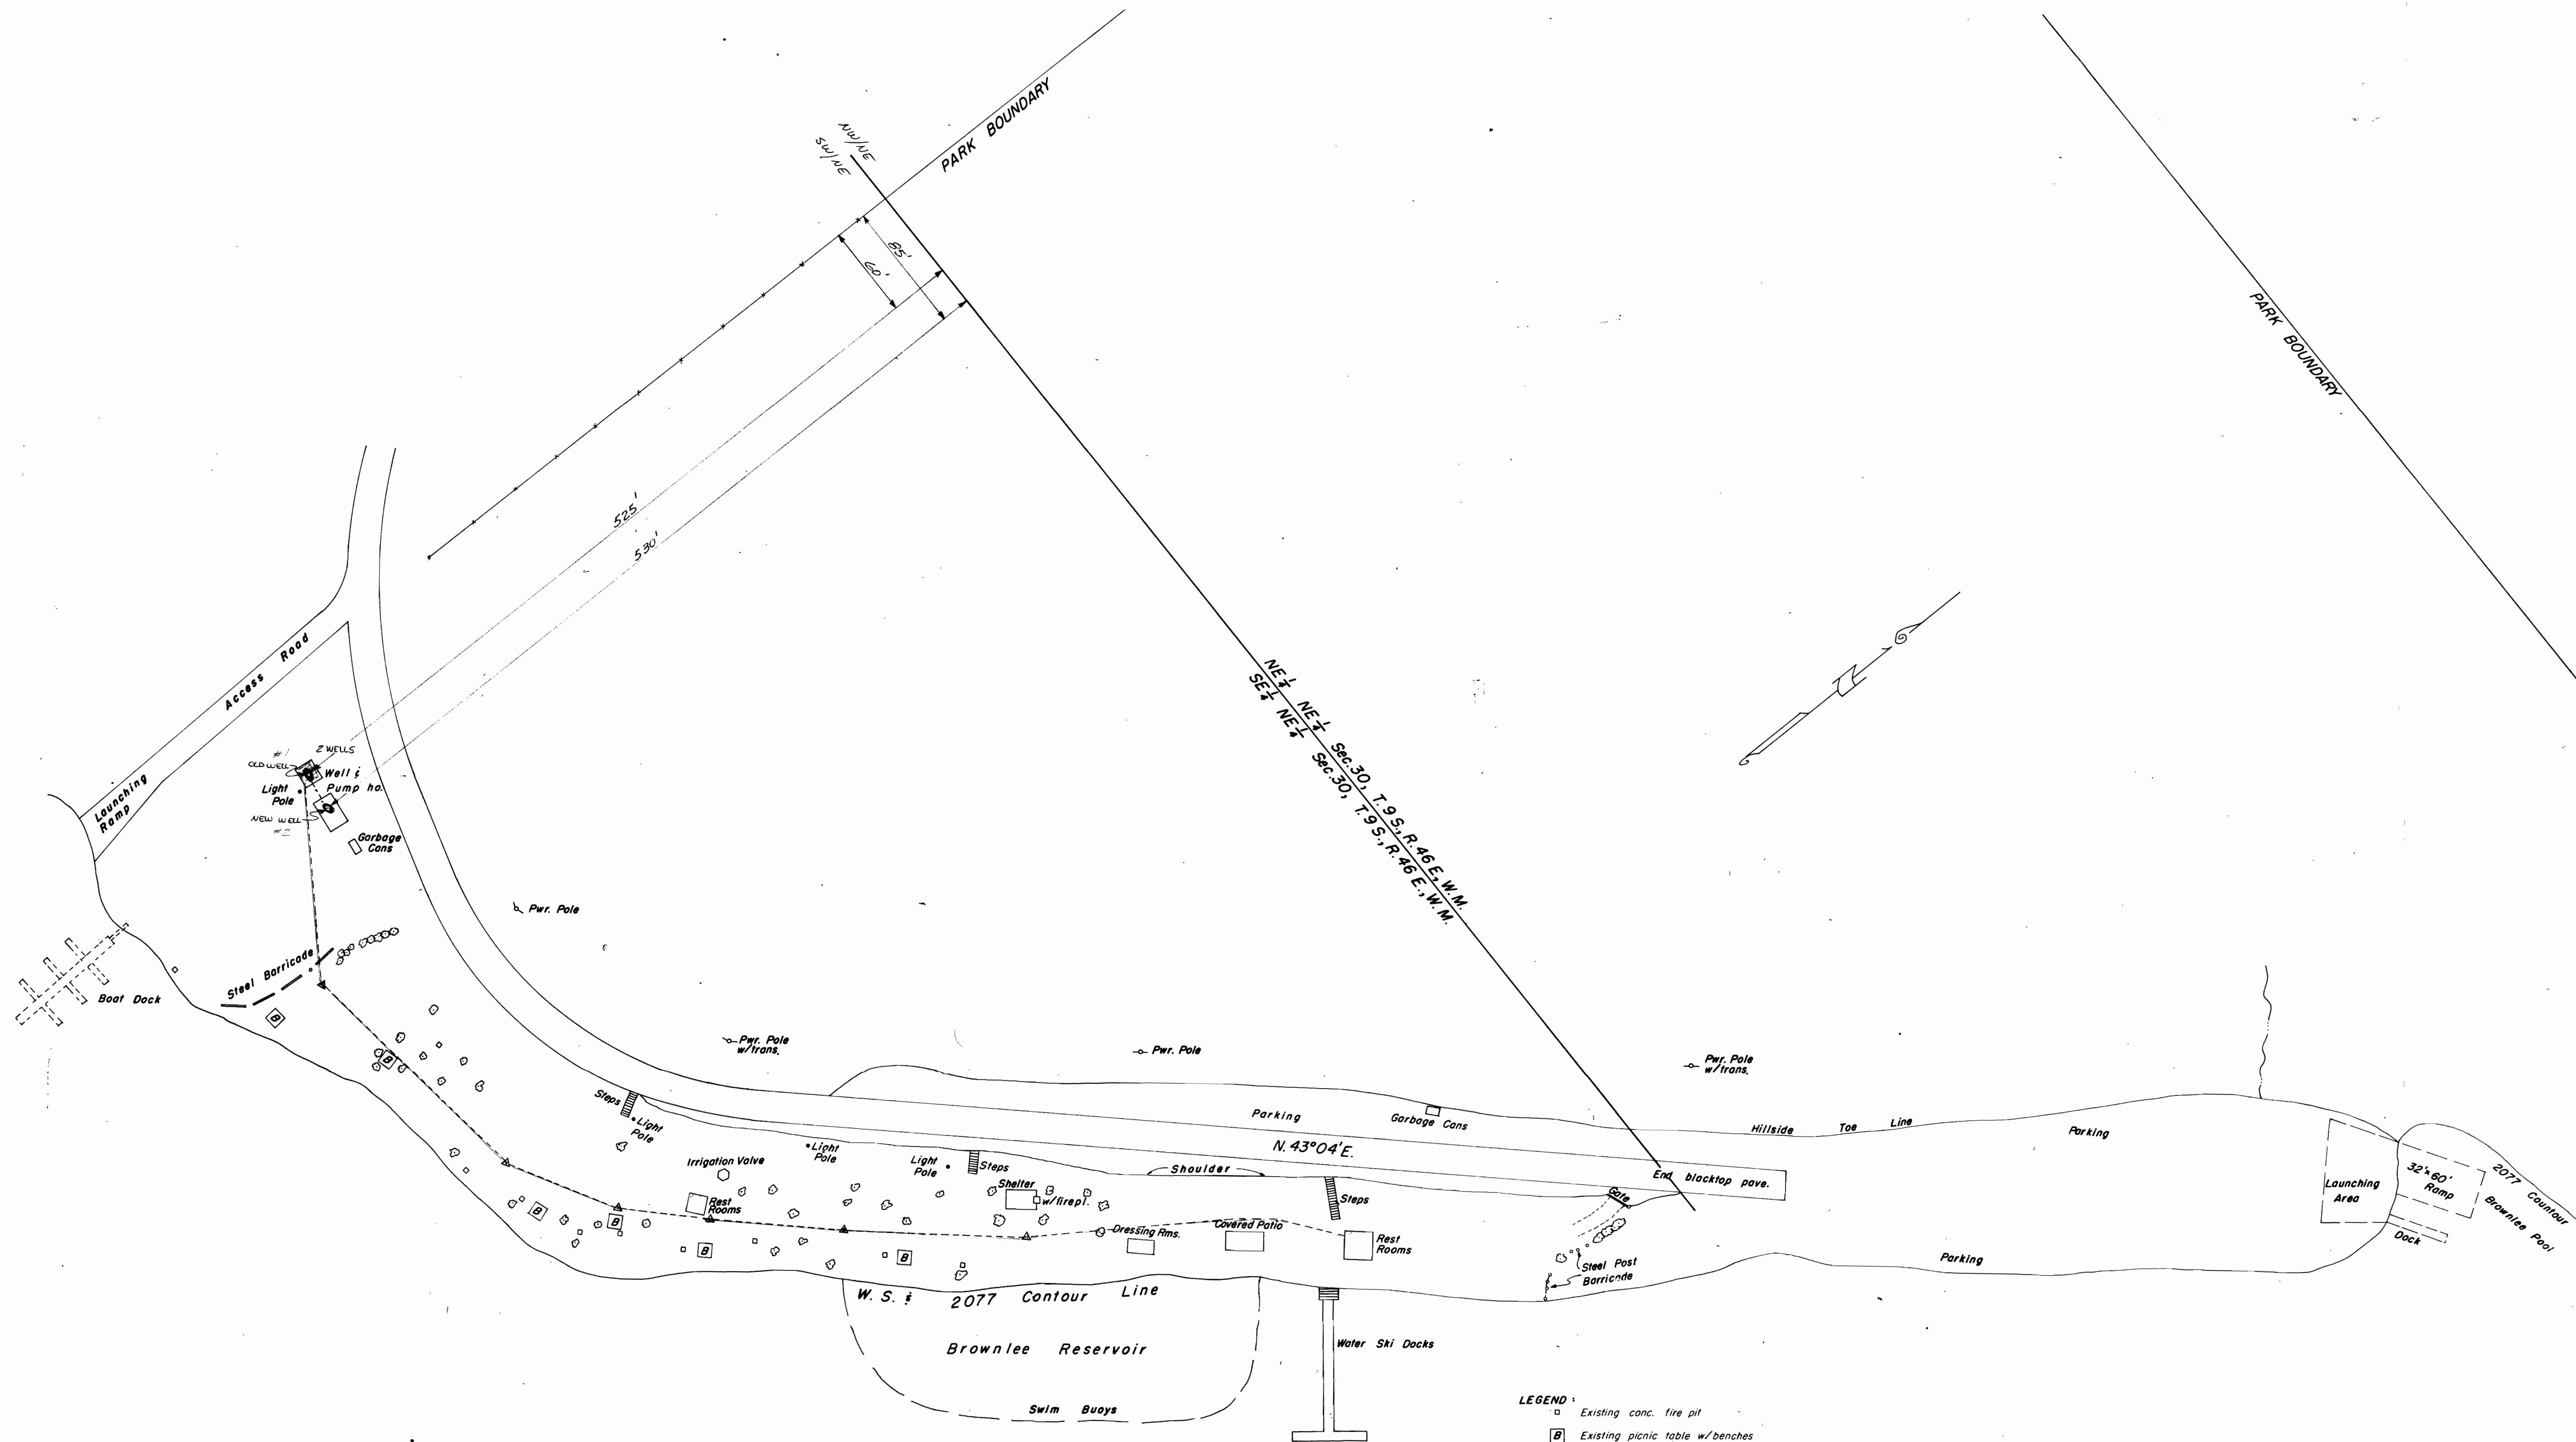 PARK BOUNDARY
NW/NE
SW/NE
PARK BOUNDARY
85'
60'
525'
530'
N
NE¼ NE¼ Sec.30, T.9S., R.46E., W.M.
SE¼ NE¼ Sec.30, T.9S., R.46E., W.M.
Access Road
Launching
Ramp
2 WELLS
OLD WELL
Well &
Pump ho.
Light
Pole
NEW WELL
Garbage
Cans
Pwr. Pole
Steel Barricade
Boat Dock
B
B
Pwr. Pole
w/trans.
Pwr. Pole
Pwr. Pole
w/trans.
Steps
Light
Pole
Parking
Garbage Cans
Hillside Toe Line
Parking
N. 43°04'E.
Light
Pole
Irrigation Valve
Light
Pole
Steps
Shoulder
End blacktop pave.
Launching
Area
32'x60'
Ramp
2077 Countour
Brownlee Pool
Dock
Shelter
w/firepl.
Steps
Gate
Rest
Rooms
B
B
B
B
Dressing Rms.
Covered Patio
Rest
Rooms
Steel Post
Barricade
Parking
W. S. & 2077 Contour Line
Brownlee Reservoir
Water Ski Docks
Swim Buoys
LEGEND :
Existing conc. fire pit
B Existing picnic table w/benches